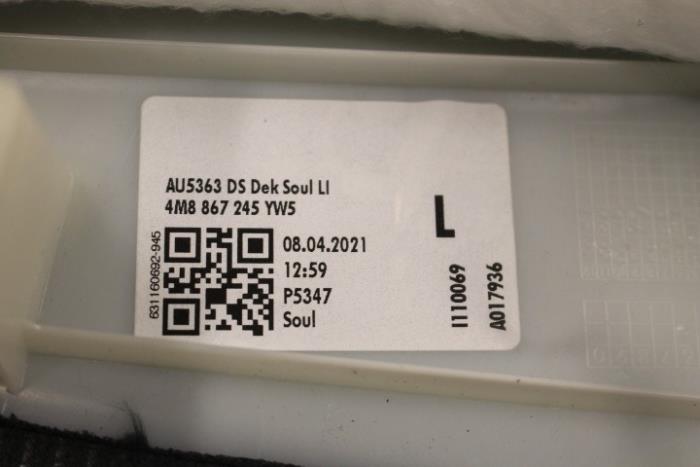 AU5363 DS Dek Soul LI
4M8 867 245 YW5
631160692-945
08.04.2021
12:59
P5347
Soul
L
I110069
A017936